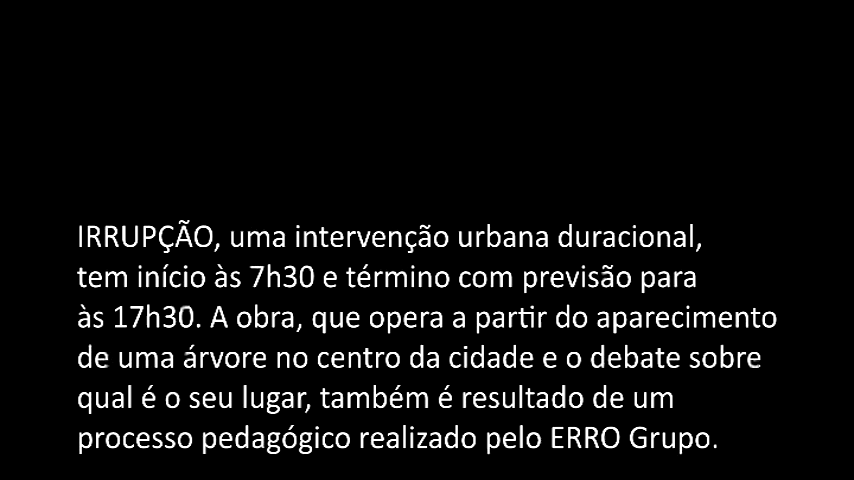 IRRUPÇÃO, uma intervenção urbana duracional,
tem início às 7h30 e término com previsão para
às 17h30. A obra, que opera a partir do aparecimento
de uma árvore no centro da cidade e o debate sobre
qual é o seu lugar, também é resultado de um
processo pedagógico realizado pelo ERRO Grupo.